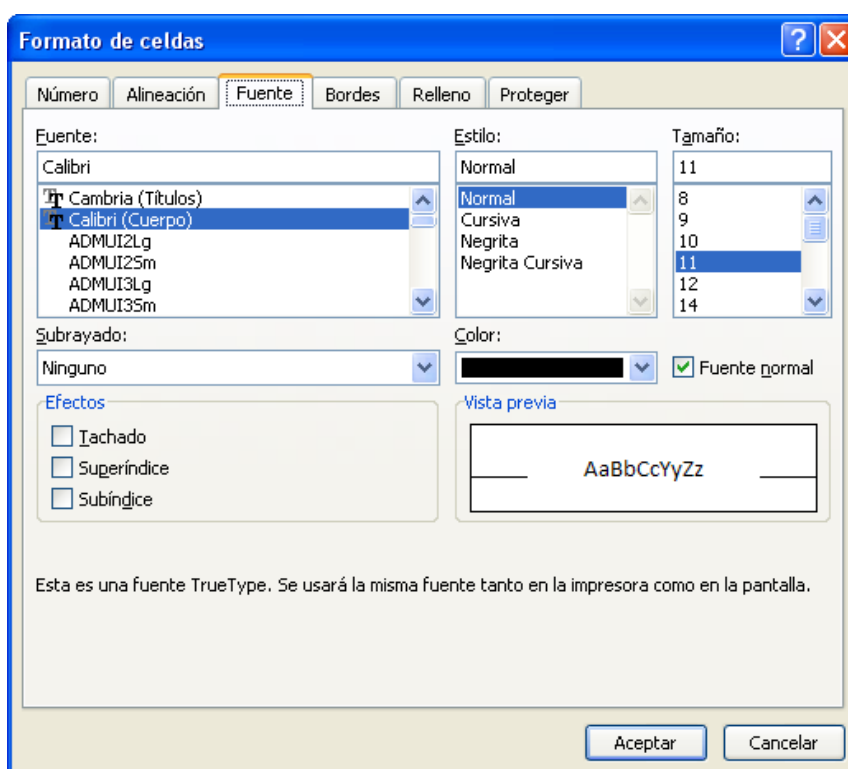 Formato de celdas
Número Alineación Fuente Bordes Relleno Proteger
Fuente: Estilo: Tamaño:
Calibri Normal 11
Cambria (Títulos) Normal 8
Calibri (Cuerpo) Cursiva 9
ADMUI2Lg Negrita 10
ADMUI2Sm Negrita Cursiva 11
ADMUI3Lg 12
ADMUI3Sm 14
Subrayado: Color:
Ninguno Fuente normal
Efectos Vista previa
Tachado
Superíndice AaBbCcYyZz
Subíndice
Esta es una fuente TrueType. Se usará la misma fuente tanto en la impresora como en la pantalla.
Aceptar Cancelar